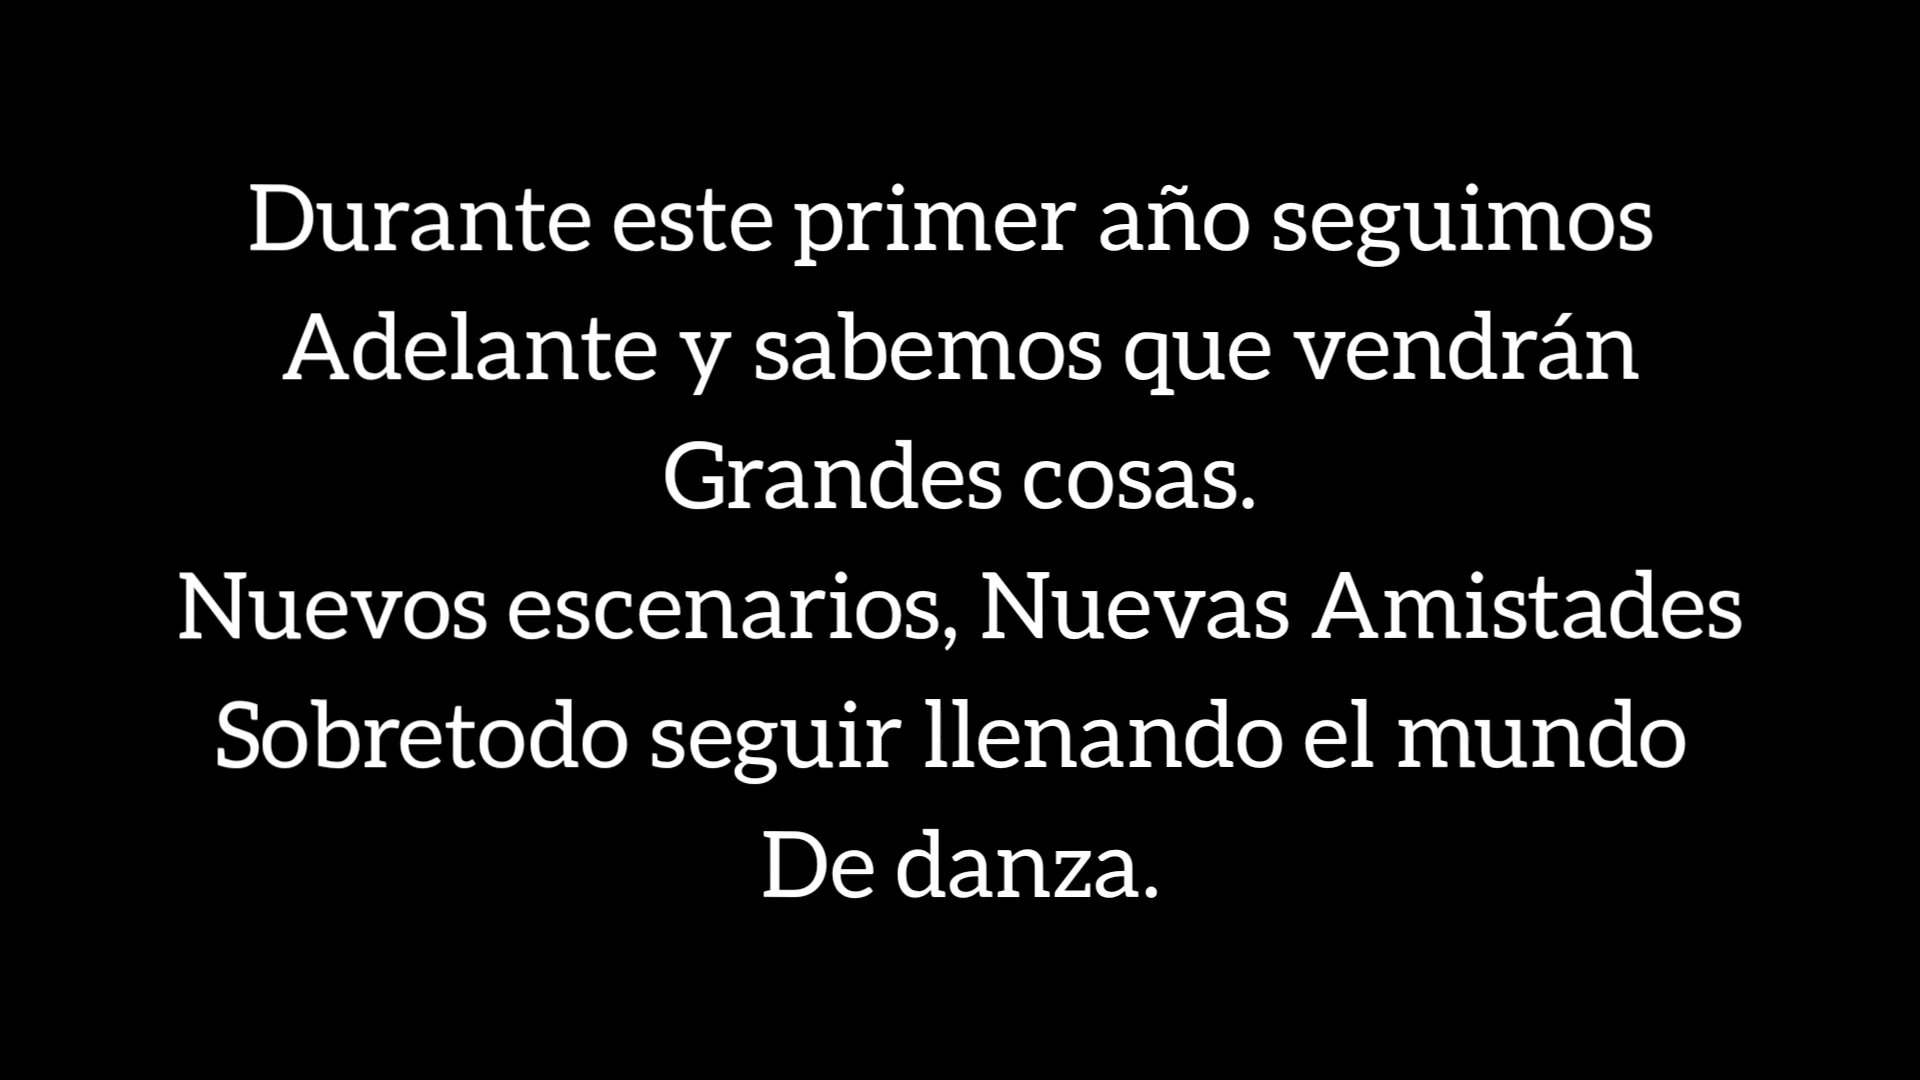 Durante este primer año seguimos
Adelante y sabemos que vendrán
Grandes cosas.
Nuevos escenarios, Nuevas Amistades
Sobretodo seguir llenando el mundo
De danza.